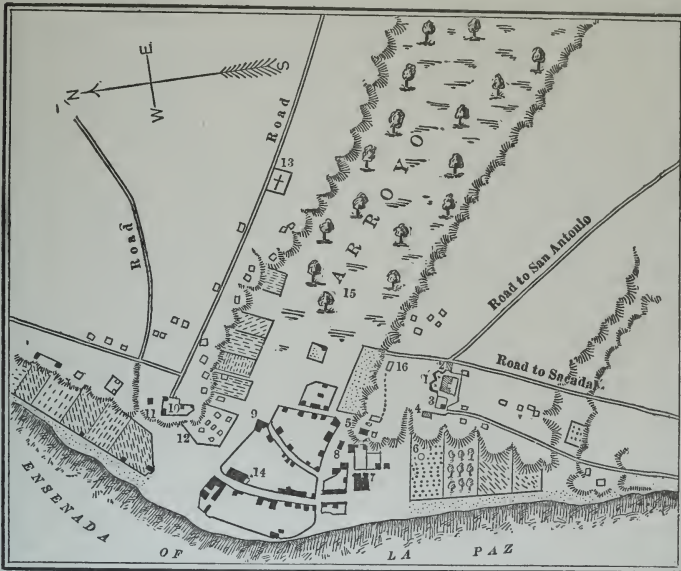 E
N
S
W
Road
13
Road
ARROYO
15
Road to San Antonio
16
Road to Sacadal.
2
1
3
4
5
6
7
8
9
10
11
12
14
ENSENADA OF LA PAZ